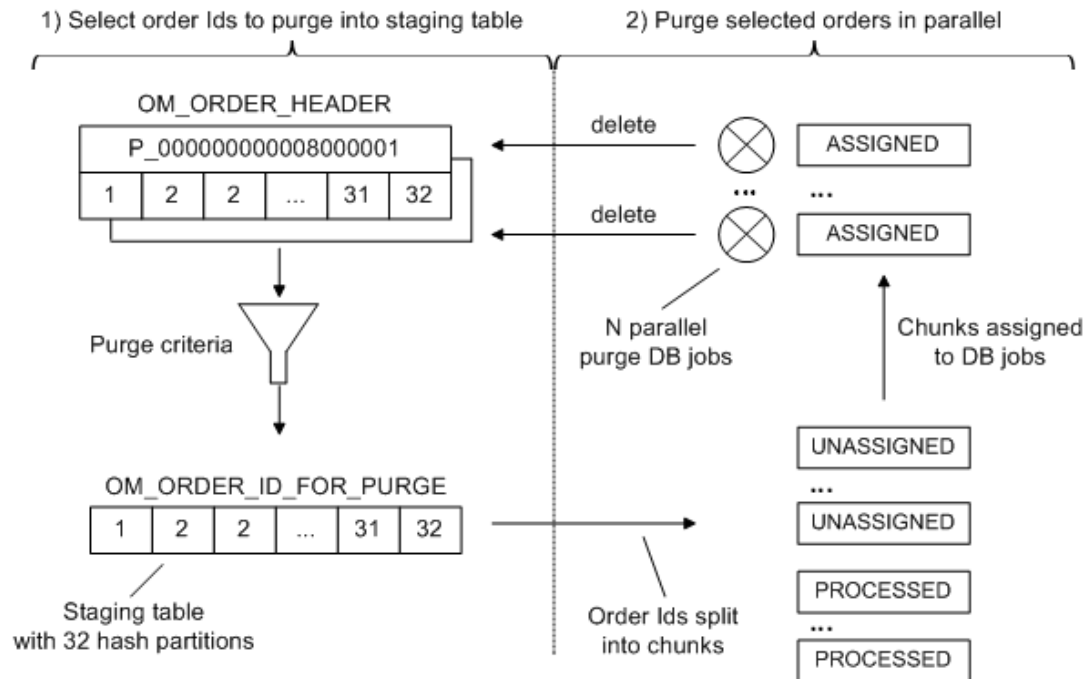 1) Select order Ids to purge into staging table
2) Purge selected orders in parallel
OM_ORDER_HEADER
P_000000000008000001
1 2 2 ... 31 32
Purge criteria
OM_ORDER_ID_FOR_PURGE
1 2 2 ... 31 32
Staging table
with 32 hash partitions
delete
ASSIGNED
... ...
delete
ASSIGNED
N parallel
purge DB jobs
Chunks assigned
to DB jobs
UNASSIGNED
...
UNASSIGNED
PROCESSED
...
PROCESSED
Order Ids split
into chunks